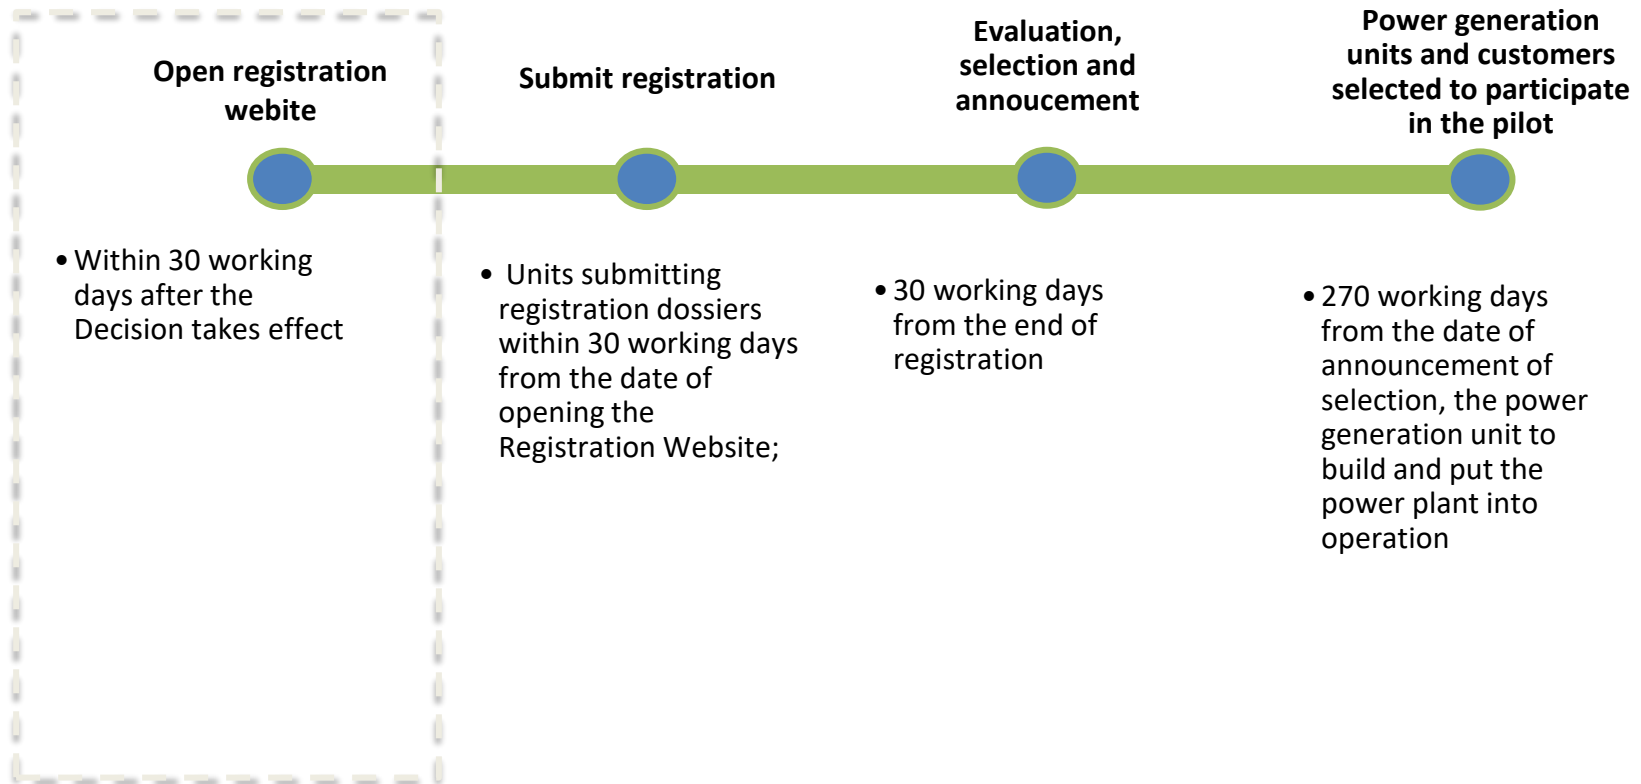 Open registration
webite
Submit registration
Evaluation,
selection and
annoucement
Power generation
units and customers
selected to participate
in the pilot
• Within 30 working
days after the
Decision takes effect
• Units submitting
registration dossiers
within 30 working days
from the date of
opening the
Registration Website;
• 30 working days
from the end of
registration
• 270 working days
from the date of
announcement of
selection, the power
generation unit to
build and put the
power plant into
operation